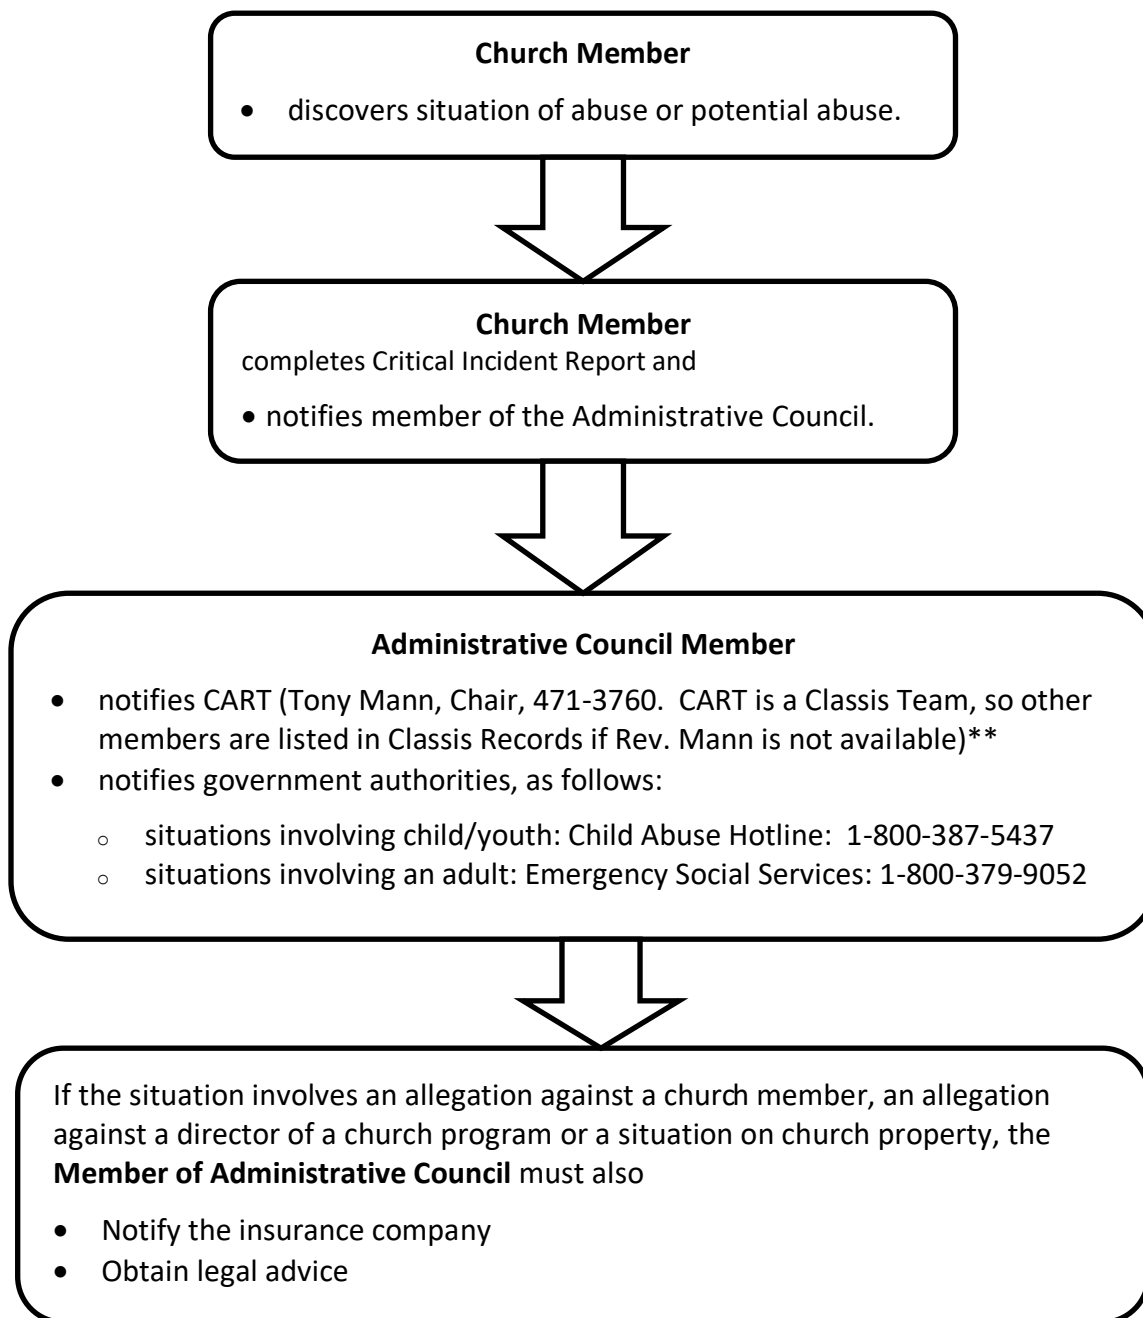 Church Member
• discovers situation of abuse or potential abuse.
Church Member
completes Critical Incident Report and
• notifies member of the Administrative Council.
Administrative Council Member
• notifies CART (Tony Mann, Chair, 471-3760.  CART is a Classis Team, so other
members are listed in Classis Records if Rev. Mann is not available)**
• notifies government authorities, as follows:
○ situations involving child/youth: Child Abuse Hotline:  1-800-387-5437
○ situations involving an adult: Emergency Social Services: 1-800-379-9052
If the situation involves an allegation against a church member, an allegation
against a director of a church program or a situation on church property, the
Member of Administrative Council must also
• Notify the insurance company
• Obtain legal advice